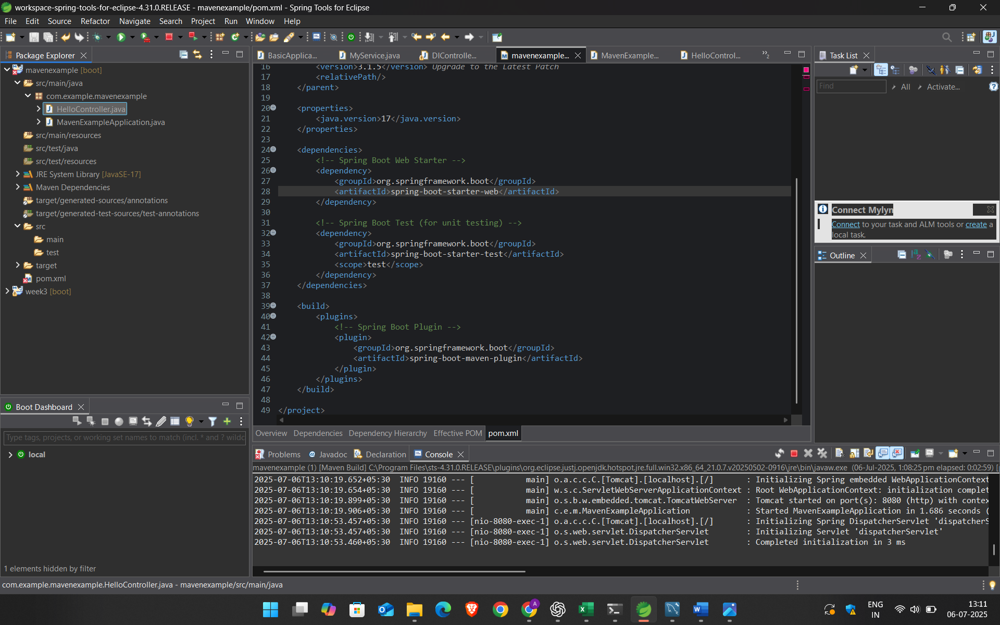 workspace-spring-tools-for-eclipse-4.31.0.RELEASE - mavenexample/pom.xml - Spring Tools for Eclipse
File Edit Source Refactor Navigate Search Project Run Window Help
Package Explorer
mavenexample [boot]
src/main/java
com.example.mavenexample
HelloController.java
MavenExampleApplication.java
src/main/resources
src/test/java
src/test/resources
JRE System Library [JavaSE-17]
Maven Dependencies
target/generated-sources/annotations
target/generated-test-sources/test-annotations
src
main
test
target
pom.xml
week3 [boot]
Boot Dashboard
Type tags, projects, or working set names to match (incl. * and ? wildc
local
1 elements hidden by filter
BasicApplica... MyService.java DIControlle... mavenexample... MavenExample... HelloControl... »2
16 <version>3.1.5</version> Upgrade to the Latest Patch
17 <relativePath/>
18 </parent>
19
20 <properties>
21 <java.version>17</java.version>
22 </properties>
23
24 <dependencies>
25 <!-- Spring Boot Web Starter -->
26 <dependency>
27 <groupId>org.springframework.boot</groupId>
28 <artifactId>spring-boot-starter-web</artifactId>
29 </dependency>
30
31 <!-- Spring Boot Test (for unit testing) -->
32 <dependency>
33 <groupId>org.springframework.boot</groupId>
34 <artifactId>spring-boot-starter-test</artifactId>
35 <scope>test</scope>
36 </dependency>
37 </dependencies>
38
39 <build>
40 <plugins>
41 <!-- Spring Boot Plugin -->
42 <plugin>
43 <groupId>org.springframework.boot</groupId>
44 <artifactId>spring-boot-maven-plugin</artifactId>
45 </plugin>
46 </plugins>
47 </build>
48
49 </project>
Overview Dependencies Dependency Hierarchy Effective POM pom.xml
Problems Javadoc Declaration Console
mavenexample (1) [Maven Build] C:\Program Files\sts-4.31.0.RELEASE\plugins\org.eclipse.justj.openjdk.hotspot.jre.full.win32.x86_64_21.0.7.v20250502-0916\jre\bin\javaw.exe (06-Jul-2025, 1:08:25 pm elapsed: 0:02:59) [
2025-07-06T13:10:19.652+05:30 INFO 19160 --- [ main] o.a.c.c.C.[Tomcat].[localhost].[/] : Initializing Spring embedded WebApplicationContext
2025-07-06T13:10:19.654+05:30 INFO 19160 --- [ main] w.s.c.ServletWebServerApplicationContext : Root WebApplicationContext: initialization complet
2025-07-06T13:10:19.899+05:30 INFO 19160 --- [ main] o.s.b.w.embedded.tomcat.TomcatWebServer : Tomcat started on port(s): 8080 (http) with contex
2025-07-06T13:10:19.906+05:30 INFO 19160 --- [ main] c.e.m.MavenExampleApplication : Started MavenExampleApplication in 1.686 seconds (
2025-07-06T13:10:53.457+05:30 INFO 19160 --- [nio-8080-exec-1] o.a.c.c.C.[Tomcat].[localhost].[/] : Initializing Spring DispatcherServlet 'dispatcherS
2025-07-06T13:10:53.457+05:30 INFO 19160 --- [nio-8080-exec-1] o.s.web.servlet.DispatcherServlet : Initializing Servlet 'dispatcherServlet'
2025-07-06T13:10:53.460+05:30 INFO 19160 --- [nio-8080-exec-1] o.s.web.servlet.DispatcherServlet : Completed initialization in 3 ms
Task List
Find All Activate...
Connect Mylyn
Connect to your task and ALM tools or create a
local task.
Outline
com.example.mavenexample.HelloController.java - mavenexample/src/main/java
ENG
IN
13:11
06-07-2025